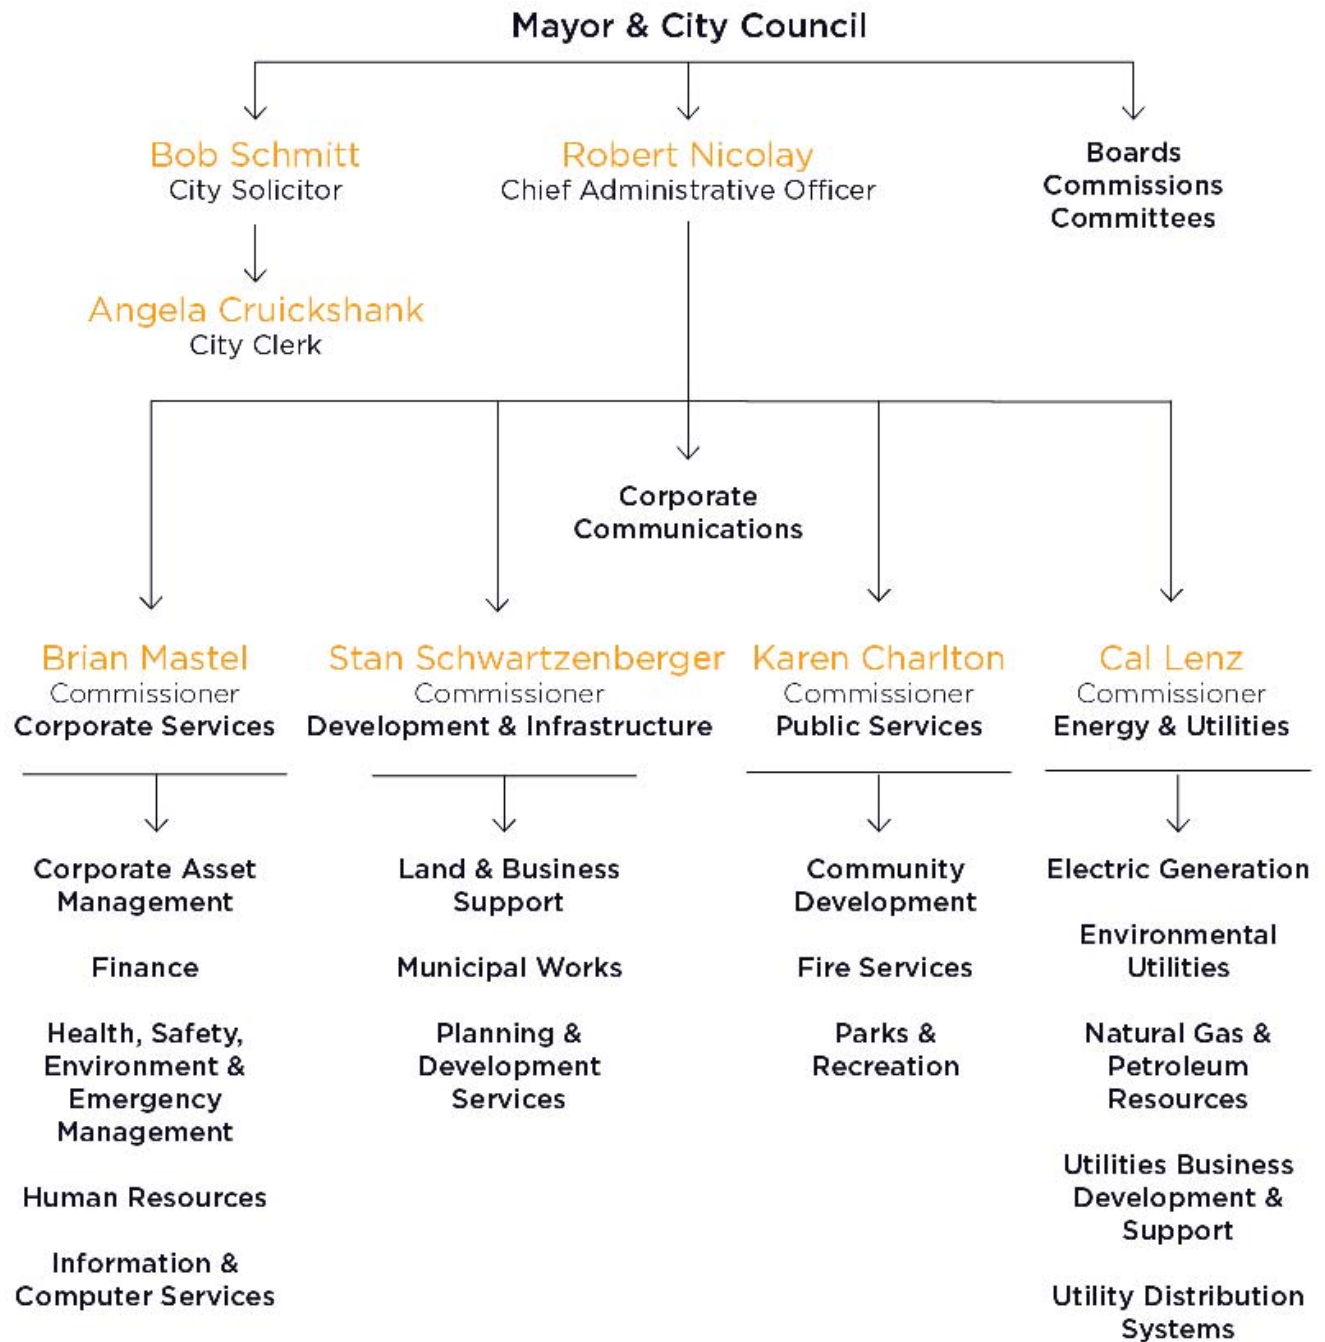 Mayor & City Council
Bob Schmitt
City Solicitor
Robert Nicolay
Chief Administrative Officer
Boards
Commissions
Committees
Angela Cruickshank
City Clerk
Corporate
Communications
Brian Mastel
Commissioner
Corporate Services
Stan Schwartzenberger
Commissioner
Development & Infrastructure
Karen Charlton
Commissioner
Public Services
Cal Lenz
Commissioner
Energy & Utilities
Corporate Asset
Management
Finance
Health, Safety,
Environment &
Emergency
Management
Human Resources
Information &
Computer Services
Land & Business
Support
Municipal Works
Planning &
Development
Services
Community
Development
Fire Services
Parks &
Recreation
Electric Generation
Environmental
Utilities
Natural Gas &
Petroleum
Resources
Utilities Business
Development &
Support
Utility Distribution
Systems